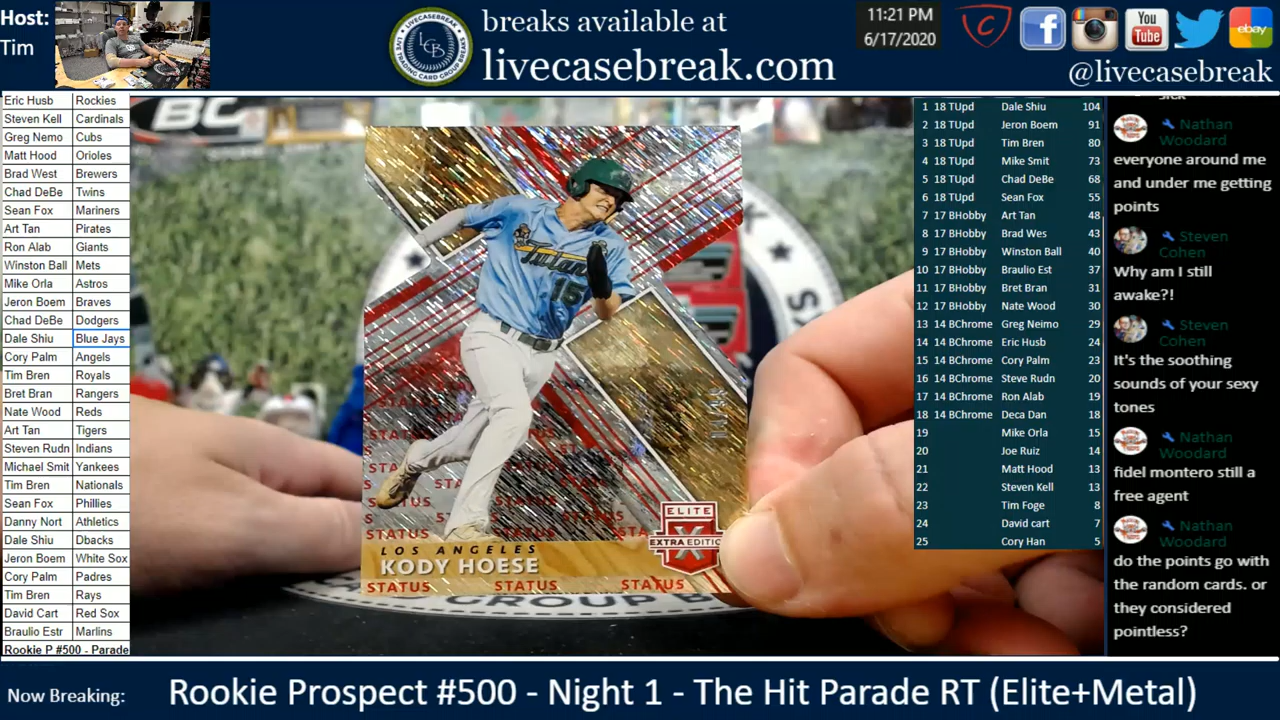 Host:
Tim
LCB
breaks available at
livecasebreak.com
11:21 PM
6/17/2020
You
Tube
ebay
@livecasebreak
Eric Husb Rockies
Steven Kell Cardinals
Greg Nemo Cubs
Matt Hood Orioles
Brad West Brewers
Chad DeBe Twins
Sean Fox Mariners
Art Tan Pirates
Ron Alab Giants
Winston Ball Mets
Mike Orla Astros
Jeron Boem Braves
Chad DeBe Dodgers
Dale Shiu Blue Jays
Cory Palm Angels
Tim Bren Royals
Bret Bran Rangers
Nate Wood Reds
Art Tan Tigers
Steven Rudn Indians
Michael Smit Yankees
Tim Bren Nationals
Sean Fox Phillies
Danny Nort Athletics
Dale Shiu Dbacks
Jeron Boem White Sox
Cory Palm Padres
Tim Bren Rays
David Cart Red Sox
Braulio Estr Marlins
Rookie P #500 - Parade
BC
15
ELITE
X
EXTRA EDITION
LOS ANGELES
KODY HOESE
STATUS STATUS STATUS
GROUP
1 18 TUpd Dale Shiu 104
2 18 TUpd Jeron Boem 91
3 18 TUpd Tim Bren 80
4 18 TUpd Mike Smit 73
5 18 TUpd Chad DeBe 68
6 18 TUpd Sean Fox 55
7 17 BHobby Art Tan 48
8 17 BHobby Brad Wes 43
9 17 BHobby Winston Ball 40
10 17 BHobby Braulio Est 37
11 17 BHobby Bret Bran 31
12 17 BHobby Nate Wood 30
13 14 BChrome Greg Neimo 29
14 14 BChrome Eric Husb 24
15 14 BChrome Cory Palm 23
16 14 BChrome Steve Rudn 20
17 14 BChrome Ron Alab 19
18 14 BChrome Deca Dan 18
19 Mike Orla 15
20 Joe Ruiz 14
21 Matt Hood 13
22 Steven Kell 13
23 Tim Foge 8
24 David cart 7
25 Cory Han 5
Nathan
Woodard
everyone around me
and under me getting
points
Steven
Cohen
Why am I still
awake?!
Steven
Cohen
It's the soothing
sounds of your sexy
tones
Nathan
Woodard
fidel montero still a
free agent
Nathan
Woodard
do the points go with
the random cards. or
they considered
pointless?
Now Breaking:
Rookie Prospect #500 - Night 1 - The Hit Parade RT (Elite+Metal)